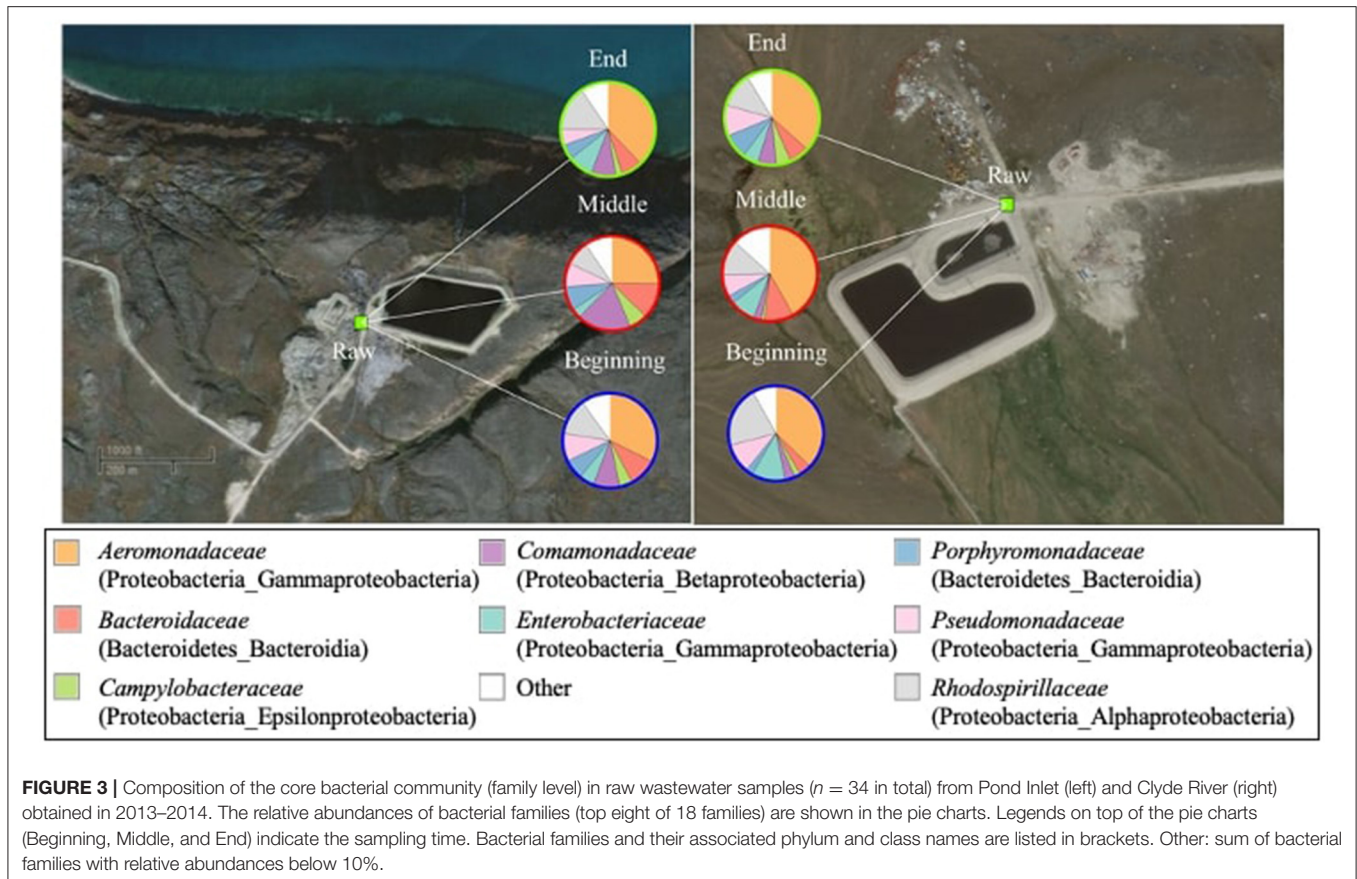 End
Middle
Beginning
Raw
1000 ft
200 m
End
Middle
Beginning
Raw
Aeromonadaceae
(Proteobacteria_Gammaproteobacteria)
Bacteroidaceae
(Bacteroidetes_Bacteroidia)
Campylobacteraceae
(Proteobacteria_Epsilonproteobacteria)
Comamonadaceae
(Proteobacteria_Betaproteobacteria)
Enterobacteriaceae
(Proteobacteria_Gammaproteobacteria)
Other
Porphyromonadaceae
(Bacteroidetes_Bacteroidia)
Pseudomonadaceae
(Proteobacteria_Gammaproteobacteria)
Rhodospirillaceae
(Proteobacteria_Alphaproteobacteria)
FIGURE 3 | Composition of the core bacterial community (family level) in raw wastewater samples (n = 34 in total) from Pond Inlet (left) and Clyde River (right)
obtained in 2013–2014. The relative abundances of bacterial families (top eight of 18 families) are shown in the pie charts. Legends on top of the pie charts
(Beginning, Middle, and End) indicate the sampling time. Bacterial families and their associated phylum and class names are listed in brackets. Other: sum of bacterial
families with relative abundances below 10%.